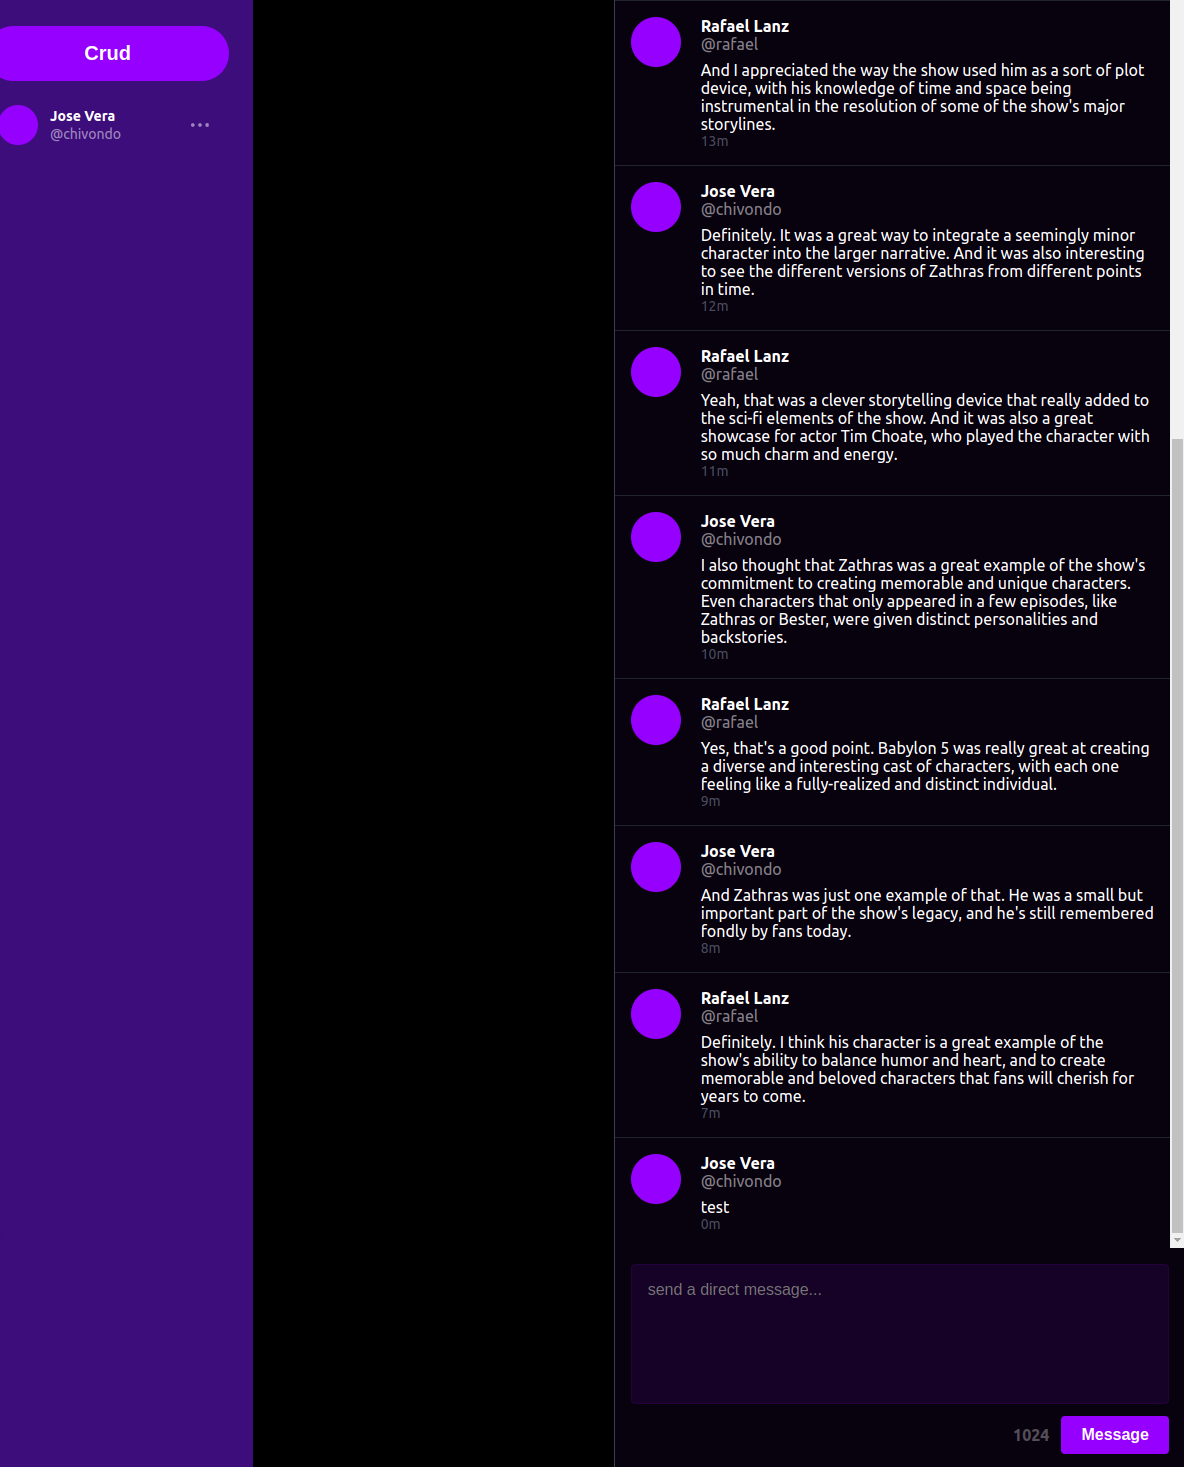 Crud
Jose Vera
@chivondo
Rafael Lanz
@rafael
And I appreciated the way the show used him as a sort of plot
device, with his knowledge of time and space being
instrumental in the resolution of some of the show's major
storylines.
13m
Jose Vera
@chivondo
Definitely. It was a great way to integrate a seemingly minor
character into the larger narrative. And it was also interesting
to see the different versions of Zathras from different points
in time.
12m
Rafael Lanz
@rafael
Yeah, that was a clever storytelling device that really added to
the sci-fi elements of the show. And it was also a great
showcase for actor Tim Choate, who played the character with
so much charm and energy.
11m
Jose Vera
@chivondo
I also thought that Zathras was a great example of the show's
commitment to creating memorable and unique characters.
Even characters that only appeared in a few episodes, like
Zathras or Bester, were given distinct personalities and
backstories.
10m
Rafael Lanz
@rafael
Yes, that's a good point. Babylon 5 was really great at creating
a diverse and interesting cast of characters, with each one
feeling like a fully-realized and distinct individual.
9m
Jose Vera
@chivondo
And Zathras was just one example of that. He was a small but
important part of the show's legacy, and he's still remembered
fondly by fans today.
8m
Rafael Lanz
@rafael
Definitely. I think his character is a great example of the
show's ability to balance humor and heart, and to create
memorable and beloved characters that fans will cherish for
years to come.
7m
Jose Vera
@chivondo
test
0m
send a direct message...
1024
Message